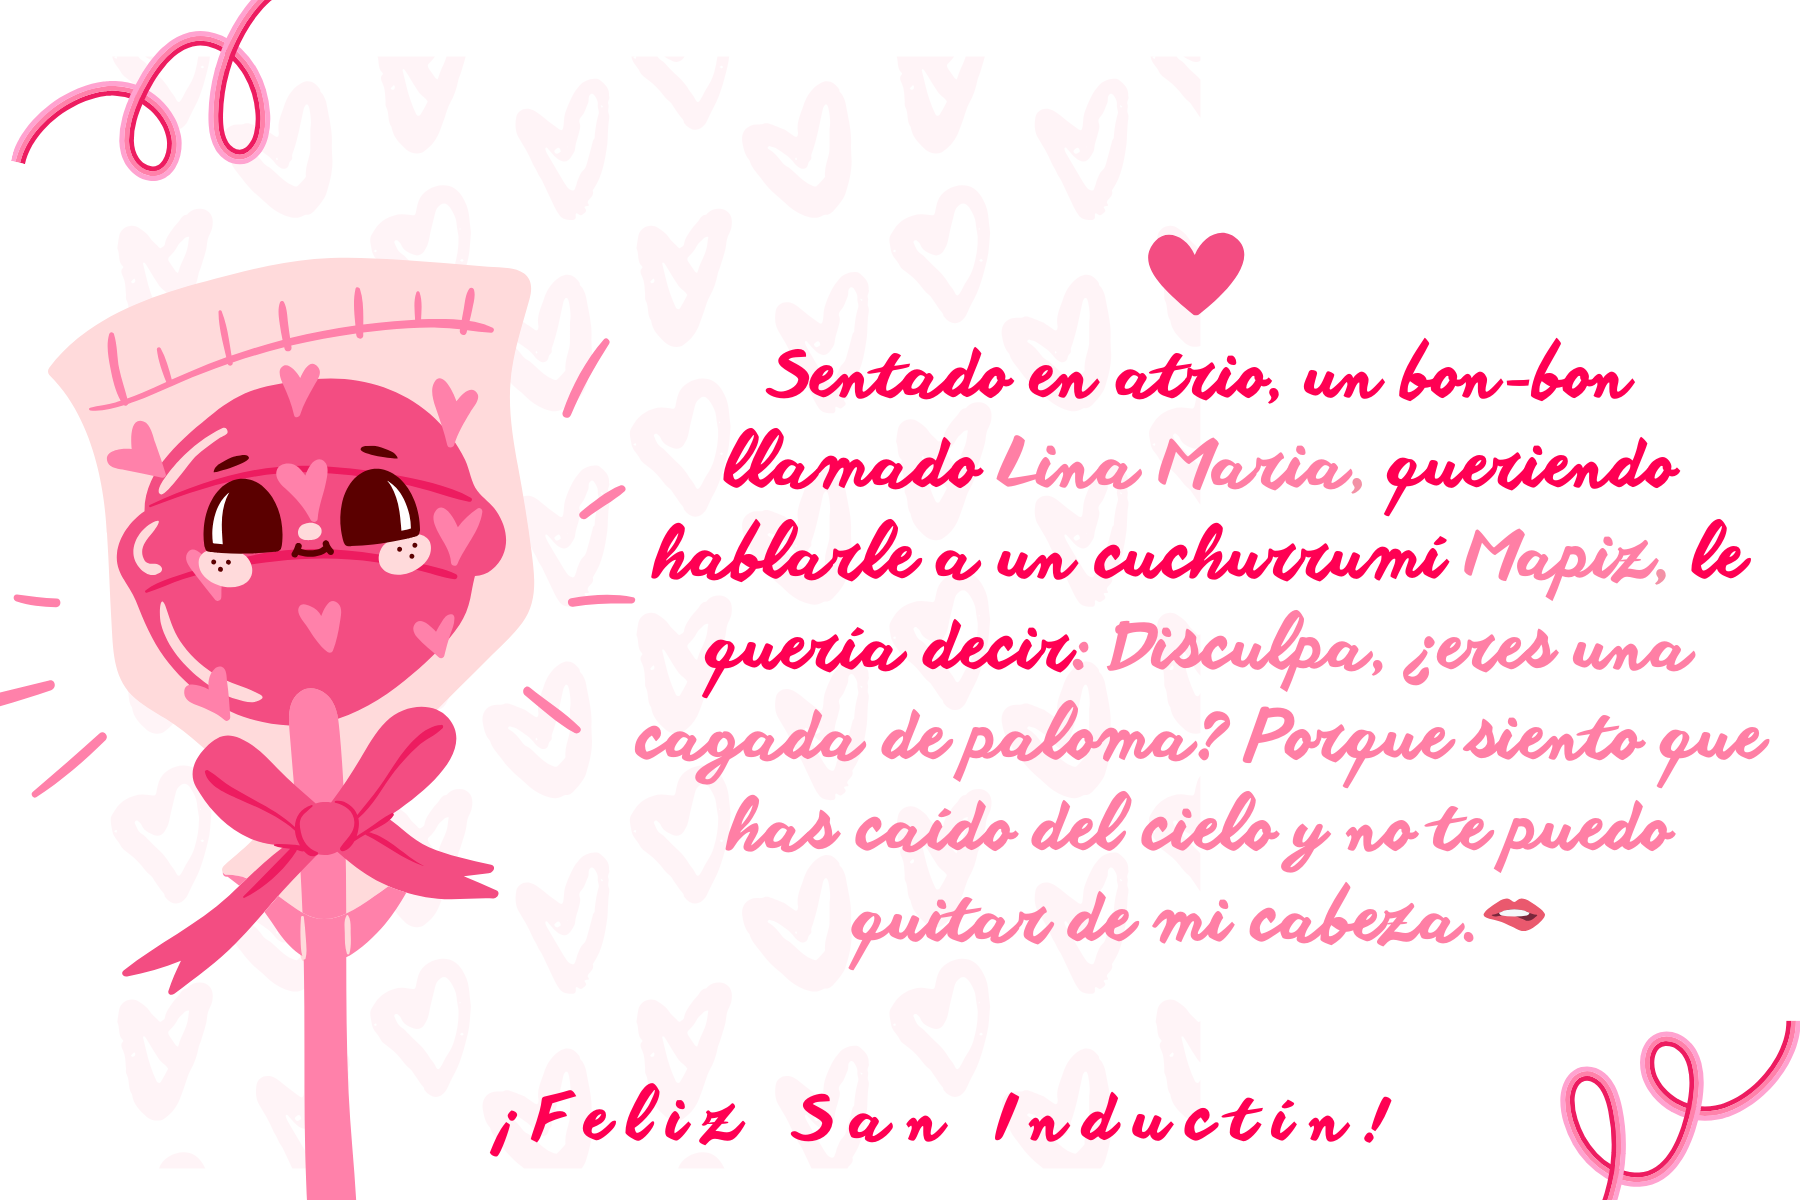 Sentado en atrio, un bon-bon
llamado Lina Maria, queriendo
hablarle a un cuchurrumí Mapiz, le
quería decir: Disculpa, ¿eres una
cagada de paloma? Porque siento que
has caído del cielo y no te puedo
quitar de mi cabeza.
¡Feliz San Inductín!